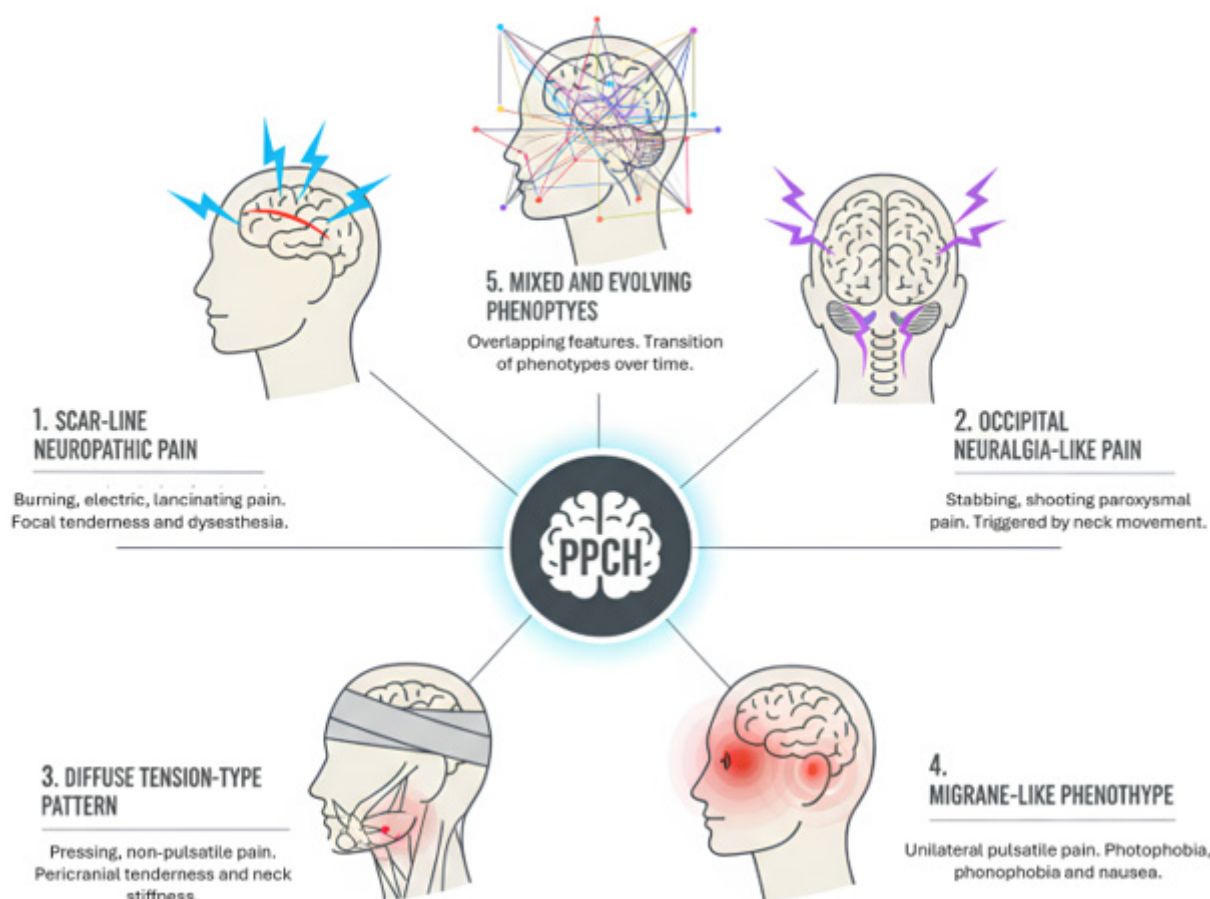 5. MIXED AND EVOLVING
PHENOPTYES
Overlapping features. Transition
of phenotypes over time.
1. SCAR-LINE
NEUROPATHIC PAIN
Burning, electric, lancinating pain.
Focal tenderness and dysesthesia.
2. OCCIPITAL
NEURALGIA-LIKE PAIN
Stabbing, shooting paroxysmal
pain. Triggered by neck movement.
PPCH
3. DIFFUSE TENSION-TYPE
PATTERN
Pressing, non-pulsatile pain.
Pericranial tenderness and neck
stiffness.
4.
MIGRANE-LIKE PHENOTHYPE
Unilateral pulsatile pain. Photophobia,
phonophobia and nausea.